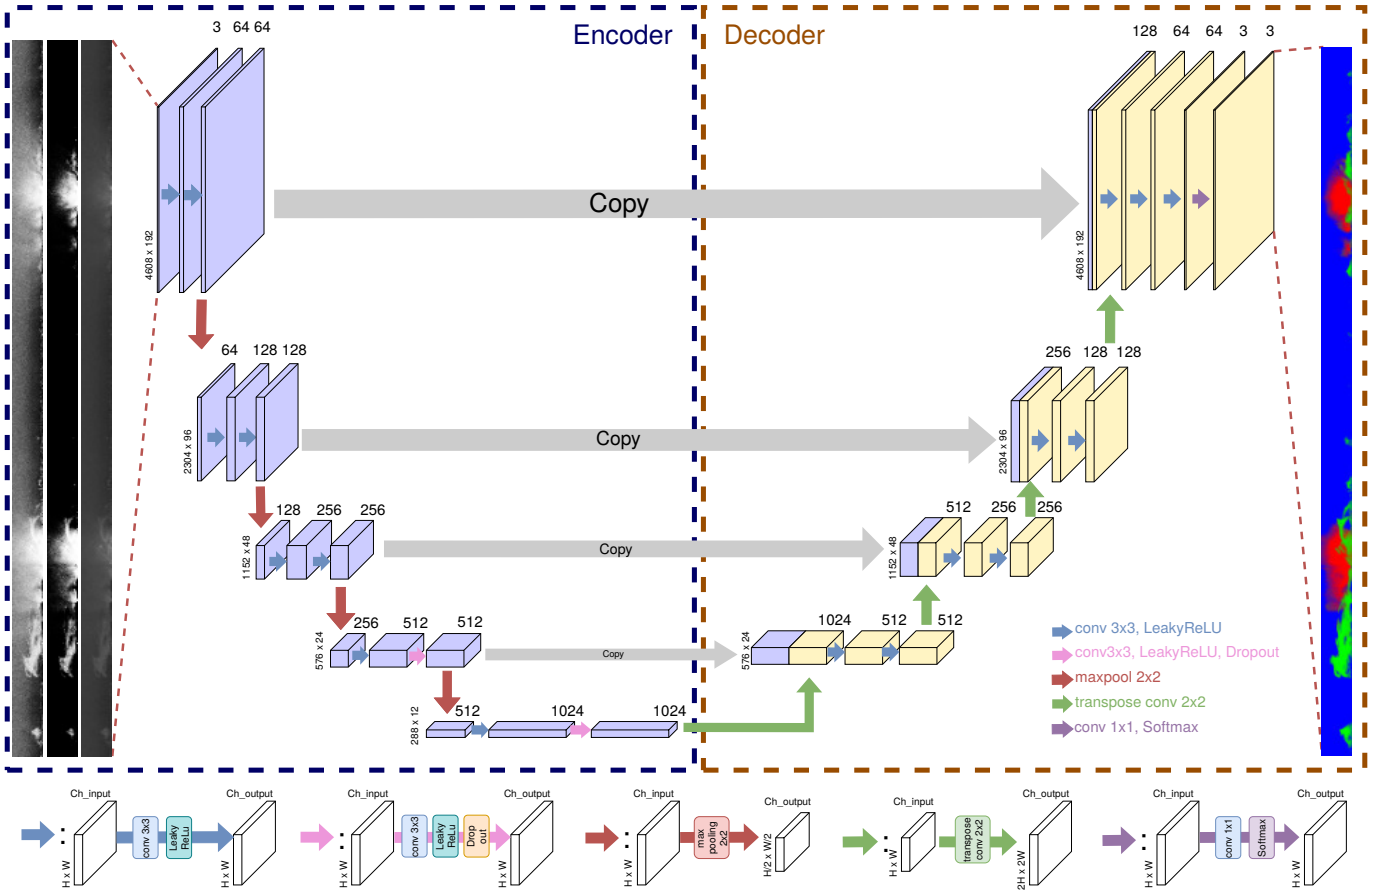 Encoder
Decoder
3 64 64
4608 x 192
Copy
128 64 64 3 3
4608 x 192
64 128 128
2304 x 96
Copy
256 128 128
2304 x 96
128 256 256
1152 x 48
Copy
512 256 256
1152 x 48
256 512 512
576 x 24
Copy
1024 512 512
576 x 24
512 1024 1024
288 x 12
conv 3x3, LeakyReLU
conv3x3, LeakyReLU, Dropout
maxpool 2x2
transpose conv 2x2
conv 1x1, Softmax
:
Ch_input
H x W
conv 3x3
Leaky
ReLu
Ch_output
H x W
:
Ch_input
H x W
conv 3x3
Leaky
ReLu
Drop
out
Ch_output
H x W
:
Ch_input
H x W
max
pooling
2x2
Ch_output
H/2 x W/2
:
Ch_input
H x W
transpose
conv 2x2
Ch_output
2H x 2W
:
Ch_input
H x W
conv 1x1
Softmax
Ch_output
H x W